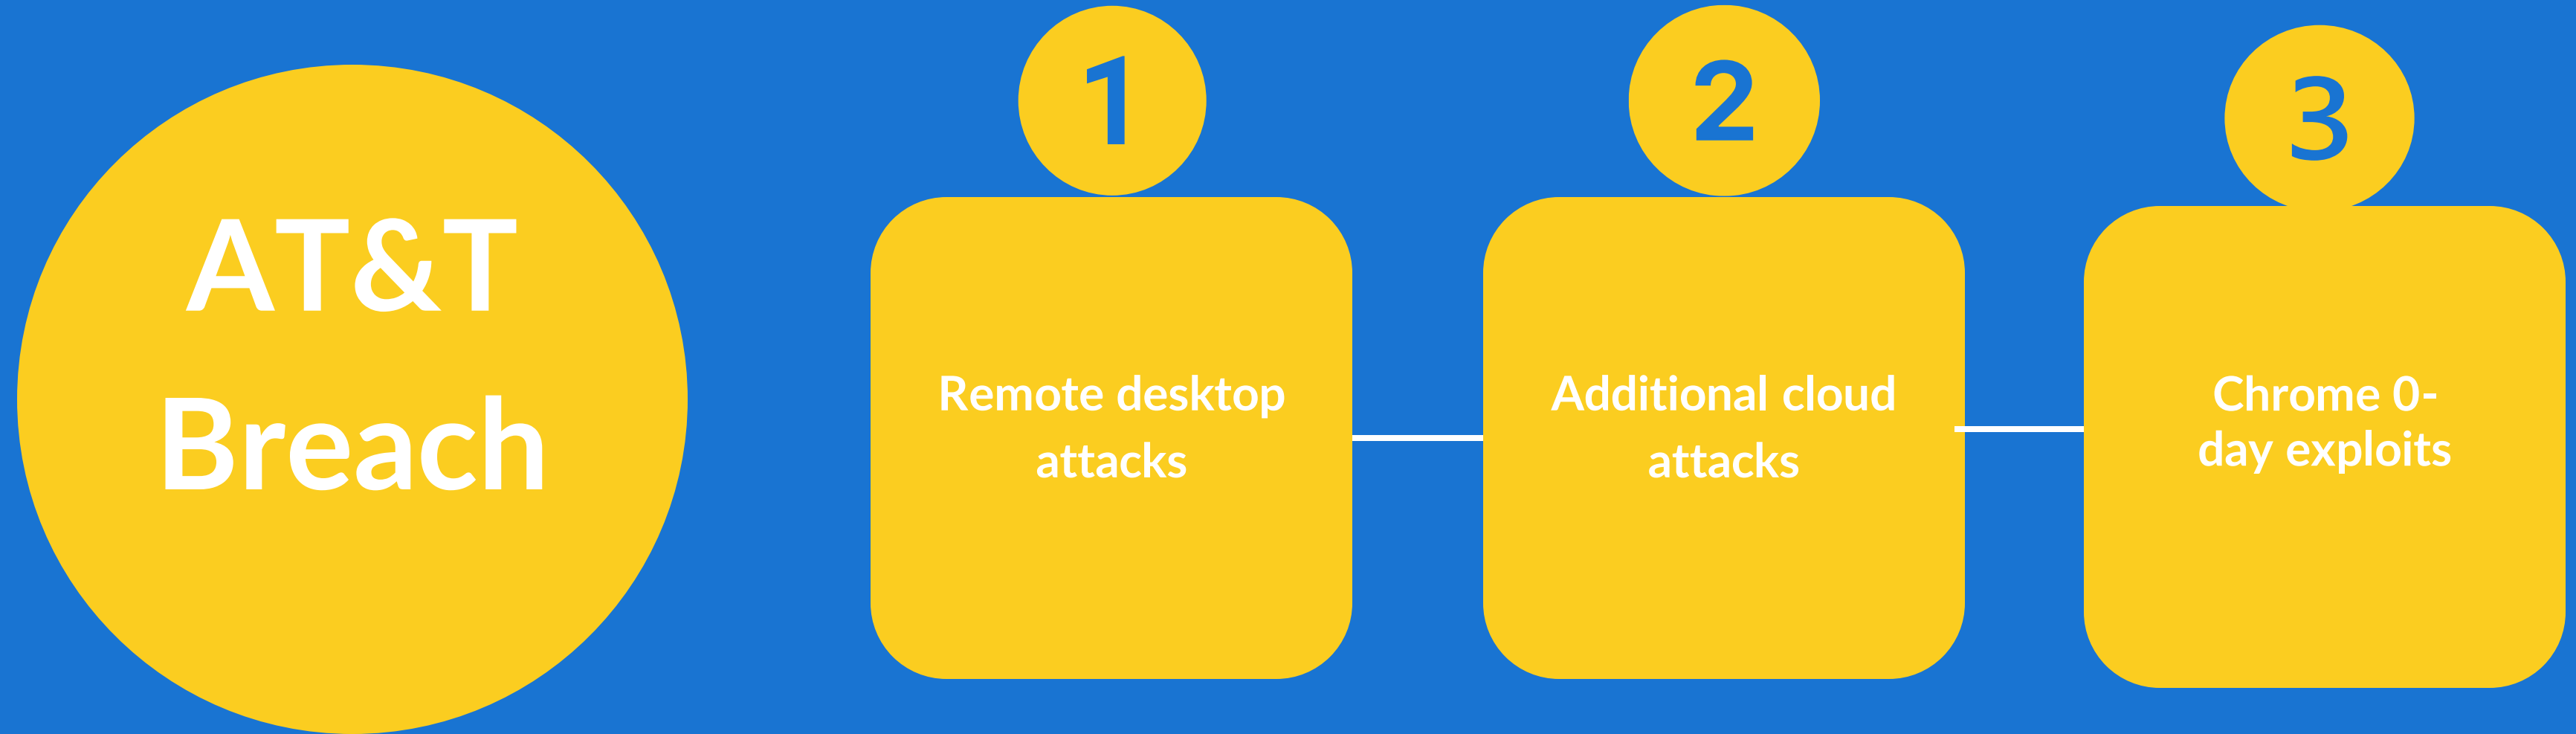 AT&T
Breach
1
Remote desktop
attacks
2
Additional cloud
attacks
3
Chrome 0-
day exploits